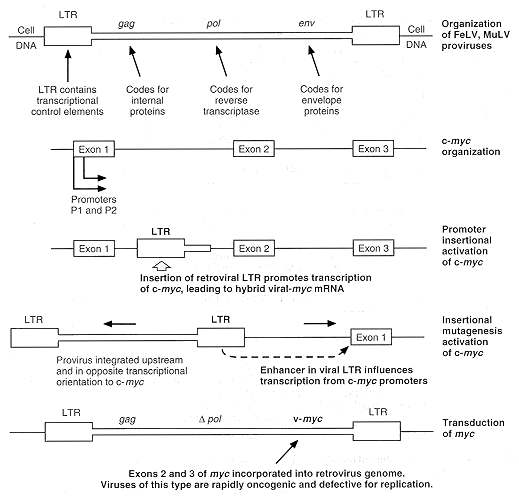 LTR gag pol env LTR
Cell DNA
Cell DNA
Organization
of FeLV, MuLV
proviruses
LTR contains
transcriptional
control elements
Codes for
internal
proteins
Codes for
reverse
transcriptase
Codes for
envelope
proteins
Exon 1 Exon 2 Exon 3
c-myc
organization
Promoters
P1 and P2
LTR
Exon 1 Exon 2 Exon 3
Promoter
insertional
activation
of c-myc
Insertion of retroviral LTR promotes transcription
of c-myc, leading to hybrid viral-myc mRNA
LTR LTR
Exon 1
Insertional
mutagenesis
activation
of c-myc
Provirus integrated upstream
and in opposite transcriptional
orientation to c-myc
Enhancer in viral LTR influences
transcription from c-myc promoters
LTR gag Δ pol v-myc LTR
Transduction
of myc
Exons 2 and 3 of myc incorporated into retrovirus genome.
Viruses of this type are rapidly oncogenic and defective for replication.